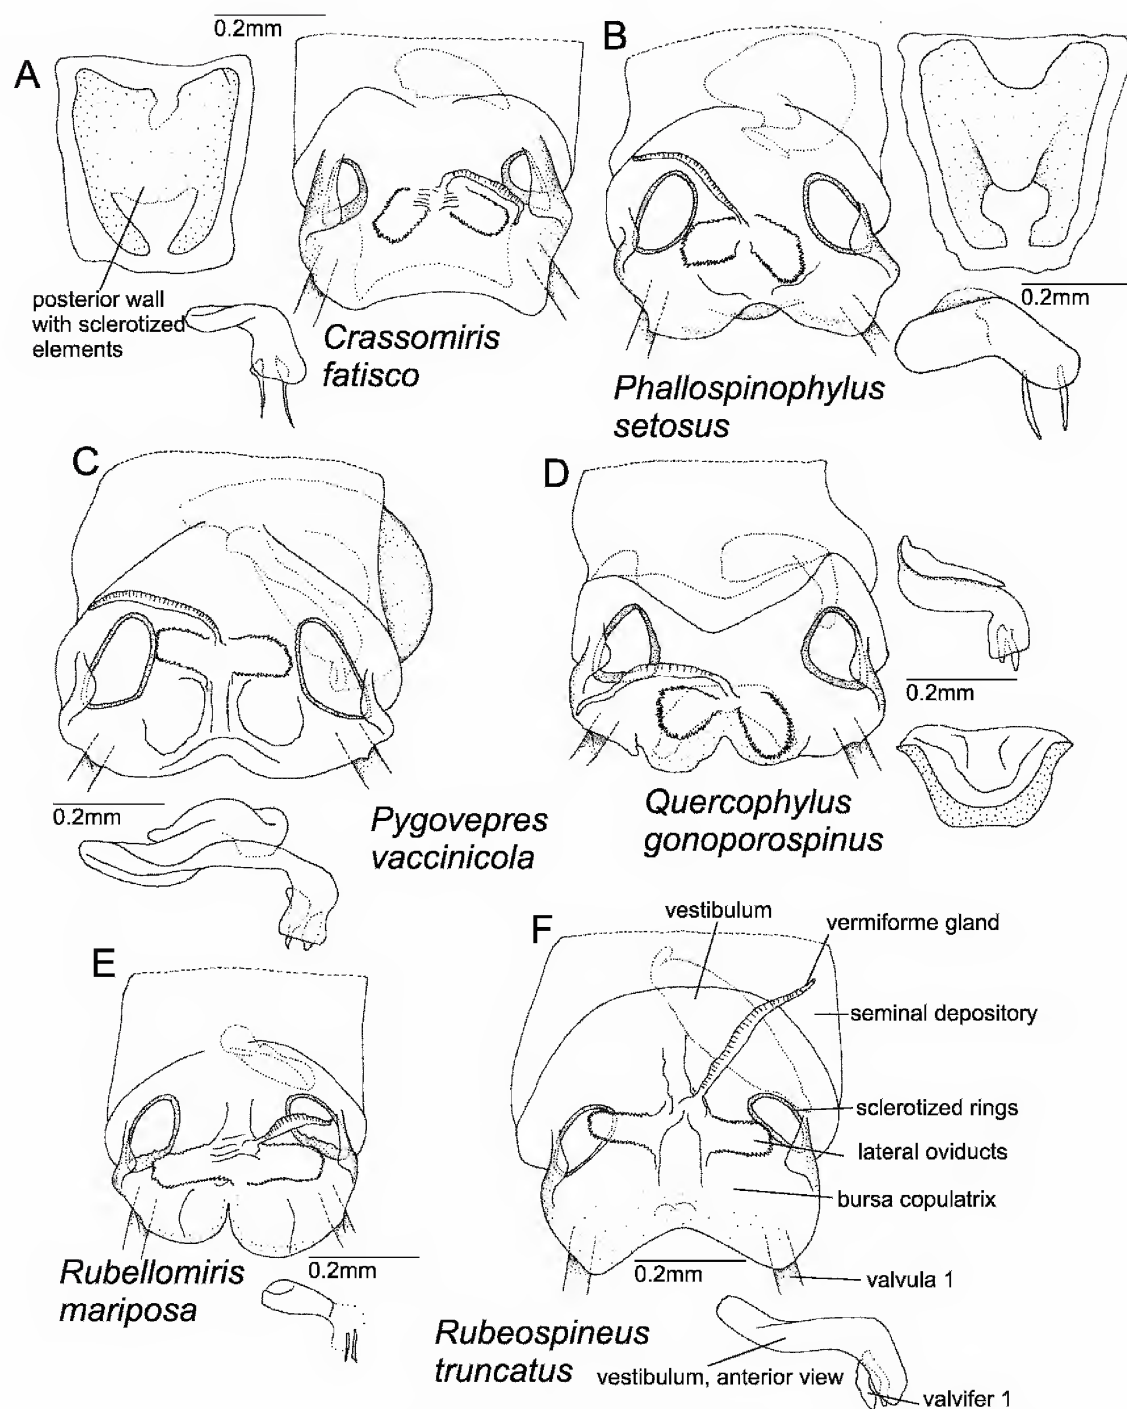 0.2mm
A
B
posterior wall
with sclerotized
elements
Crassomiris
fatisco
0.2mm
Phallospinophylus
setosus
C
D
0.2mm
0.2mm
Pygovepres
vaccinicola
Quercophylus
gonoporospinus
E
F
vestibulum
vermiforme gland
seminal depository
sclerotized rings
lateral oviducts
bursa copulatrix
0.2mm
0.2mm
valvula 1
Rubellomiris
mariposa
Rubeospineus
truncatus
vestibulum, anterior view
valvifer 1